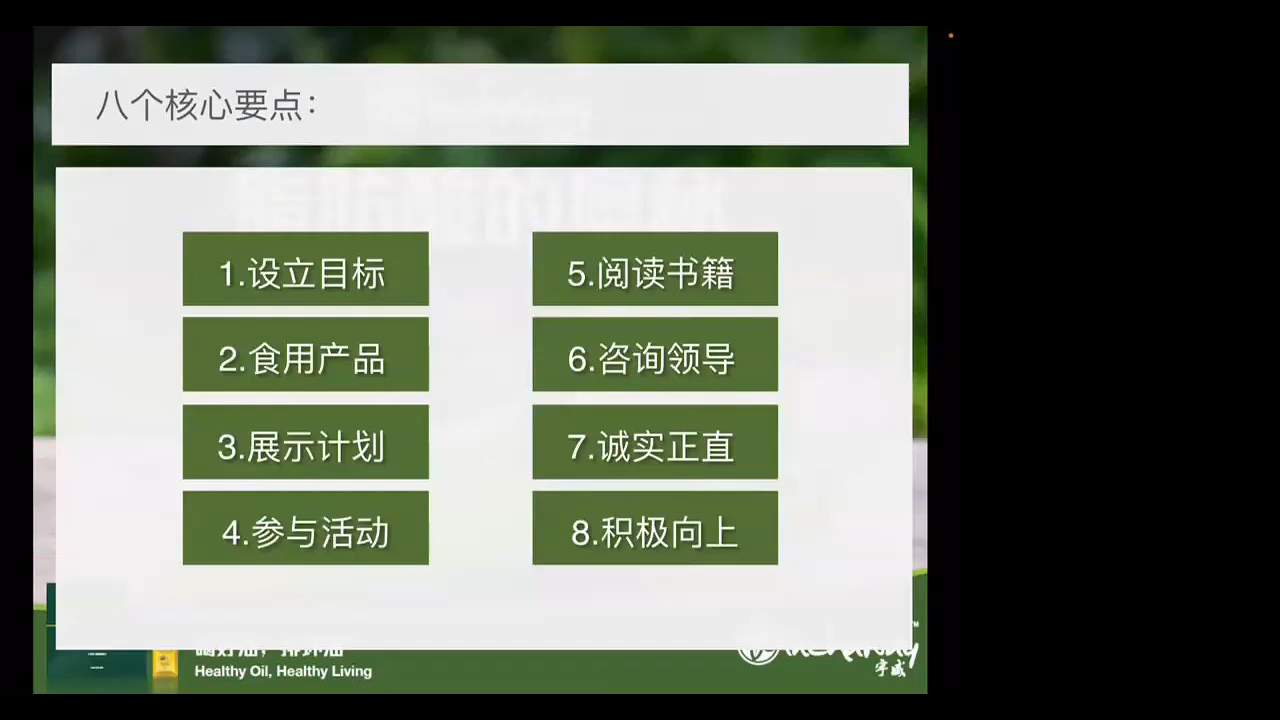 八个核心要点：
1.设立目标
2.食用产品
3.展示计划
4.参与活动
5.阅读书籍
6.咨询领导
7.诚实正直
8.积极向上
Healthy Oil, Healthy Living
宇威